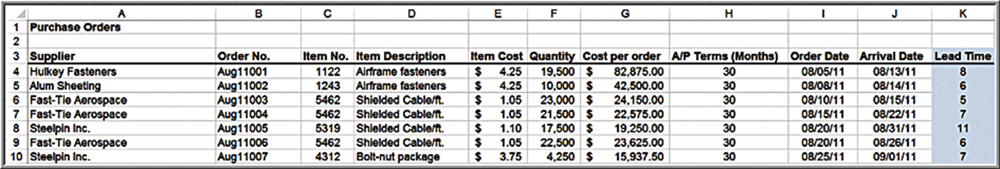 A B C D E F G H I J K
1 Purchase Orders
2
3 Supplier Order No. Item No. Item Description Item Cost Quantity Cost per order A/P Terms (Months) Order Date Arrival Date Lead Time
4 Hulkey Fasteners Aug11001 1122 Airframe fasteners $ 4.25 19,500 $ 82,875.00 30 08/05/11 08/13/11 8
5 Alum Sheeting Aug11002 1243 Airframe fasteners $ 4.25 10,000 $ 42,500.00 30 08/08/11 08/14/11 6
6 Fast-Tie Aerospace Aug11003 5462 Shielded Cable/ft. $ 1.05 23,000 $ 24,150.00 30 08/10/11 08/15/11 5
7 Fast-Tie Aerospace Aug11004 5462 Shielded Cable/ft. $ 1.05 21,500 $ 22,575.00 30 08/15/11 08/22/11 7
8 Steelpin Inc. Aug11005 5319 Shielded Cable/ft. $ 1.10 17,500 $ 19,250.00 30 08/20/11 08/31/11 11
9 Fast-Tie Aerospace Aug11006 5462 Shielded Cable/ft. $ 1.05 22,500 $ 23,625.00 30 08/20/11 08/26/11 6
10 Steelpin Inc. Aug11007 4312 Bolt-nut package $ 3.75 4,250 $ 15,937.50 30 08/25/11 09/01/11 7